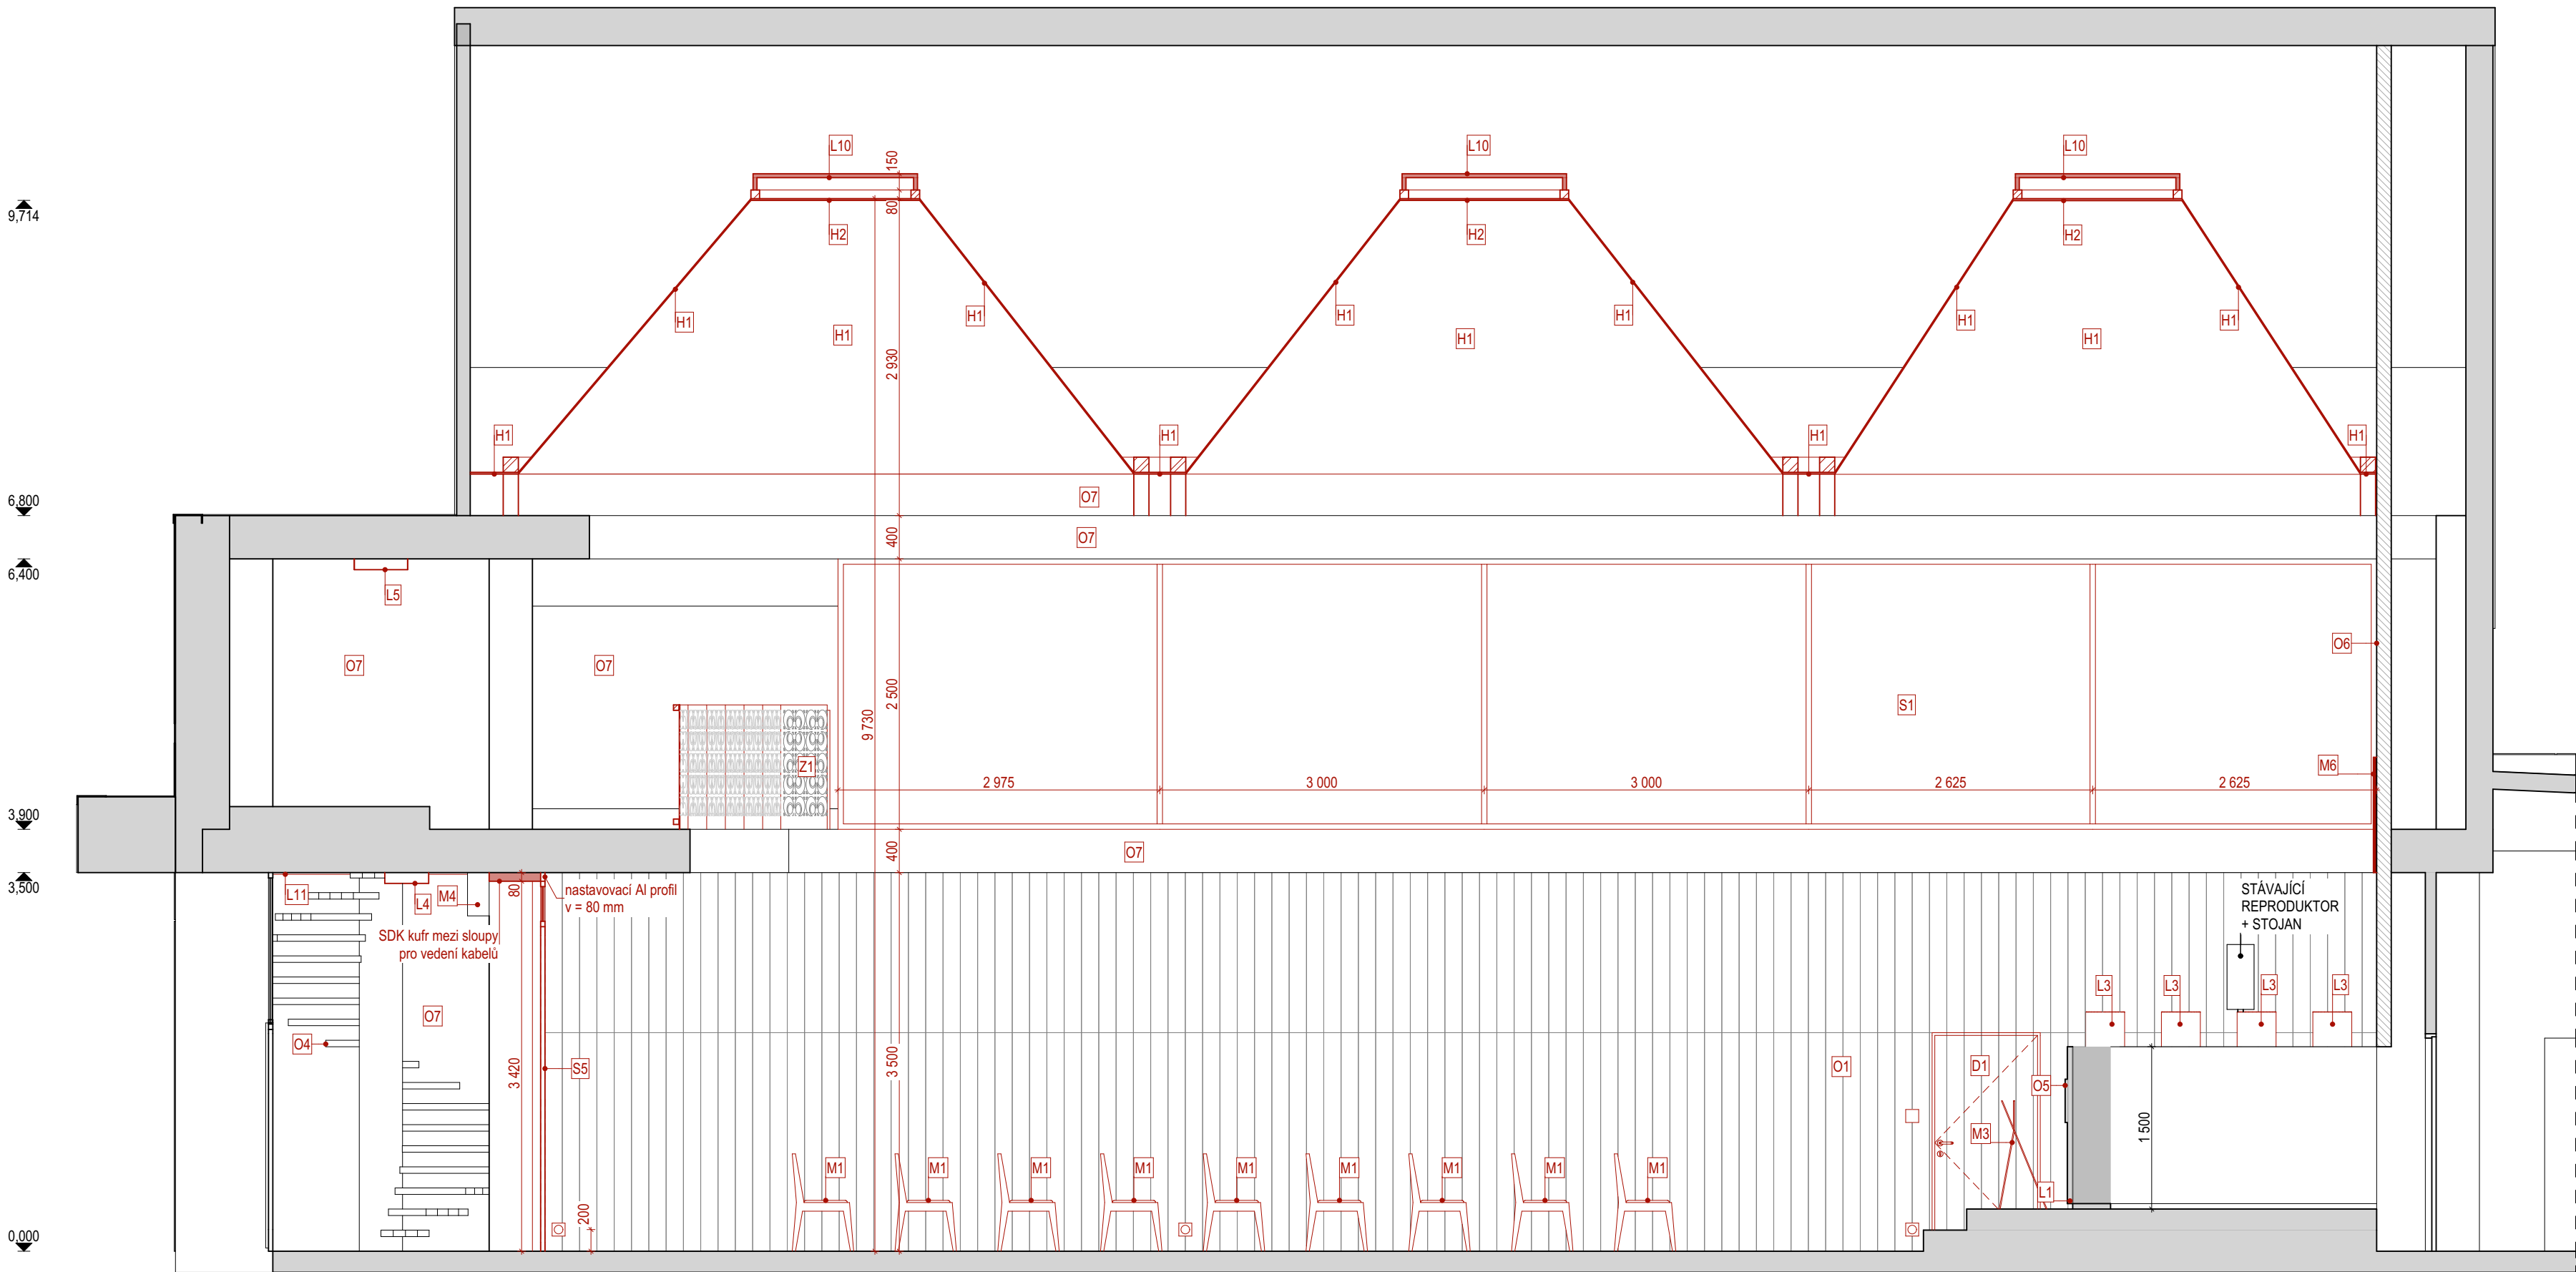 L10
L10
L10
150
9,714
80
H2
H2
H2
H1
H1
H1
H1
H1
H1
H1
H1
H1
2 930
H1
H1
H1
H1
6,800
O7
O7
400
6,400
L5
O7
O7
O6
2 500
S1
9 730
Z1
M6
2 975
3 000
3 000
2 625
2 625
3,900
O7
400
3,500
L11
L4
M4
80
nastavovací Al profil
v = 80 mm
STÁVAJÍCÍ
REPRODUKTOR
+ STOJAN
SDK kufr mezi sloupy
pro vedení kabelů
L3
L3
L3
L3
O7
O4
S5
3 420
3 500
O1
D1
O5
M3
1 500
M1
M1
M1
M1
M1
M1
M1
M1
M1
L1
200
0,000